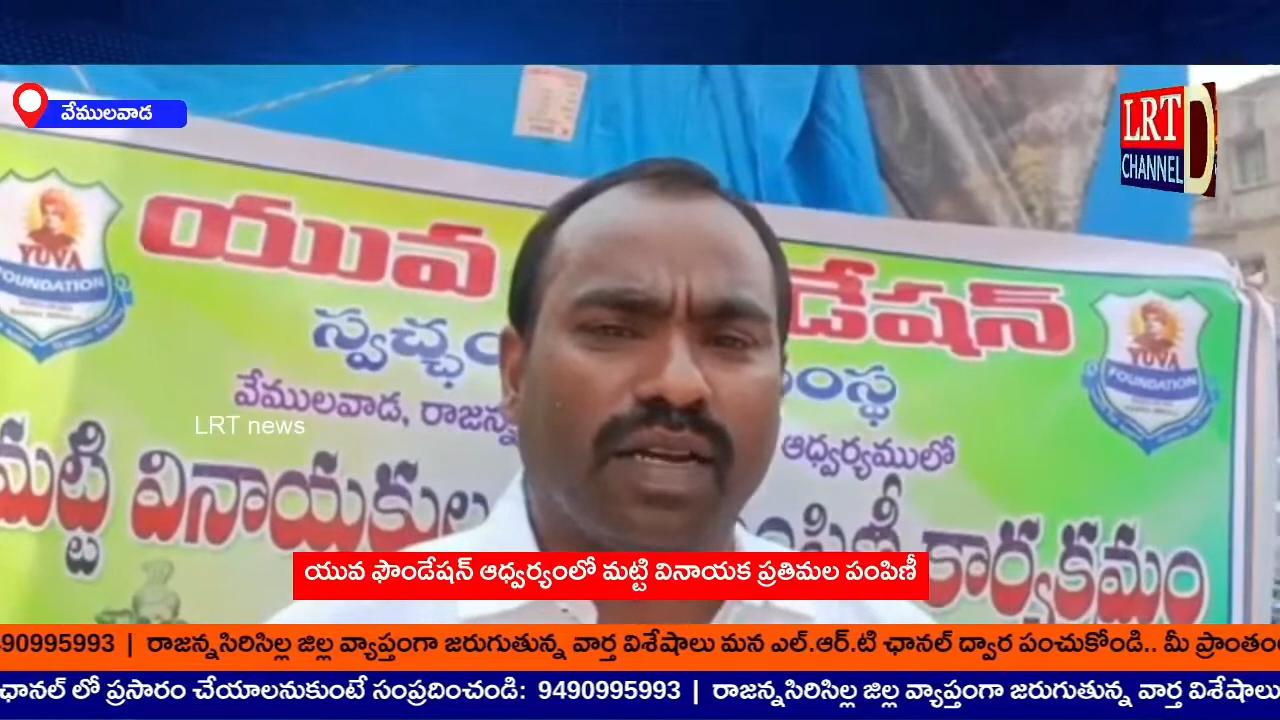 వేములవాడ
LRT
CHANNEL
D
యువ
డేషన్
YUVA
FOUNDATION
YUVA
FOUNDATION
స్వచ్ఛం
సంస్థ
వేములవాడ,
ఆధ్వర్యములో
LRT news
మట్టి వినాయకుల
కార్యక్రమం
యువ ఫౌండేషన్ ఆధ్వర్యంలో మట్టి వినాయక ప్రతిమల పంపిణీ
90995993 | రాజన్నసిరిసిల్ల జిల్ల వ్యాప్తంగా జరుగుతున్న వార్త విశేషాలు మన ఎల్.ఆర్.టి ఛానల్ ద్వార పంచుకోండి.. మీ ప్రాంతం
ఛానల్ లో ప్రసారం చేయాలనుకుంటే సంప్రదించండి: 9490995993 | రాజన్నసిరిసిల్ల జిల్ల వ్యాప్తంగా జరుగుతున్న వార్త విశేషాలు